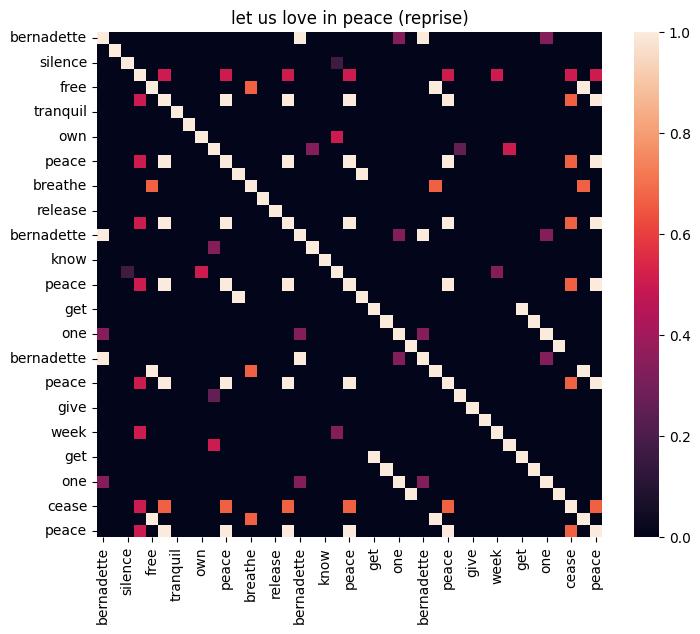 let us love in peace (reprise)
bernadette
silence
free
tranquil
own
peace
breathe
release
bernadette
know
peace
get
one
bernadette
peace
give
week
get
one
cease
peace
bernadette
silence
free
tranquil
own
peace
breathe
release
bernadette
know
peace
get
one
bernadette
peace
give
week
get
one
cease
peace
1.0
0.8
0.6
0.4
0.2
0.0